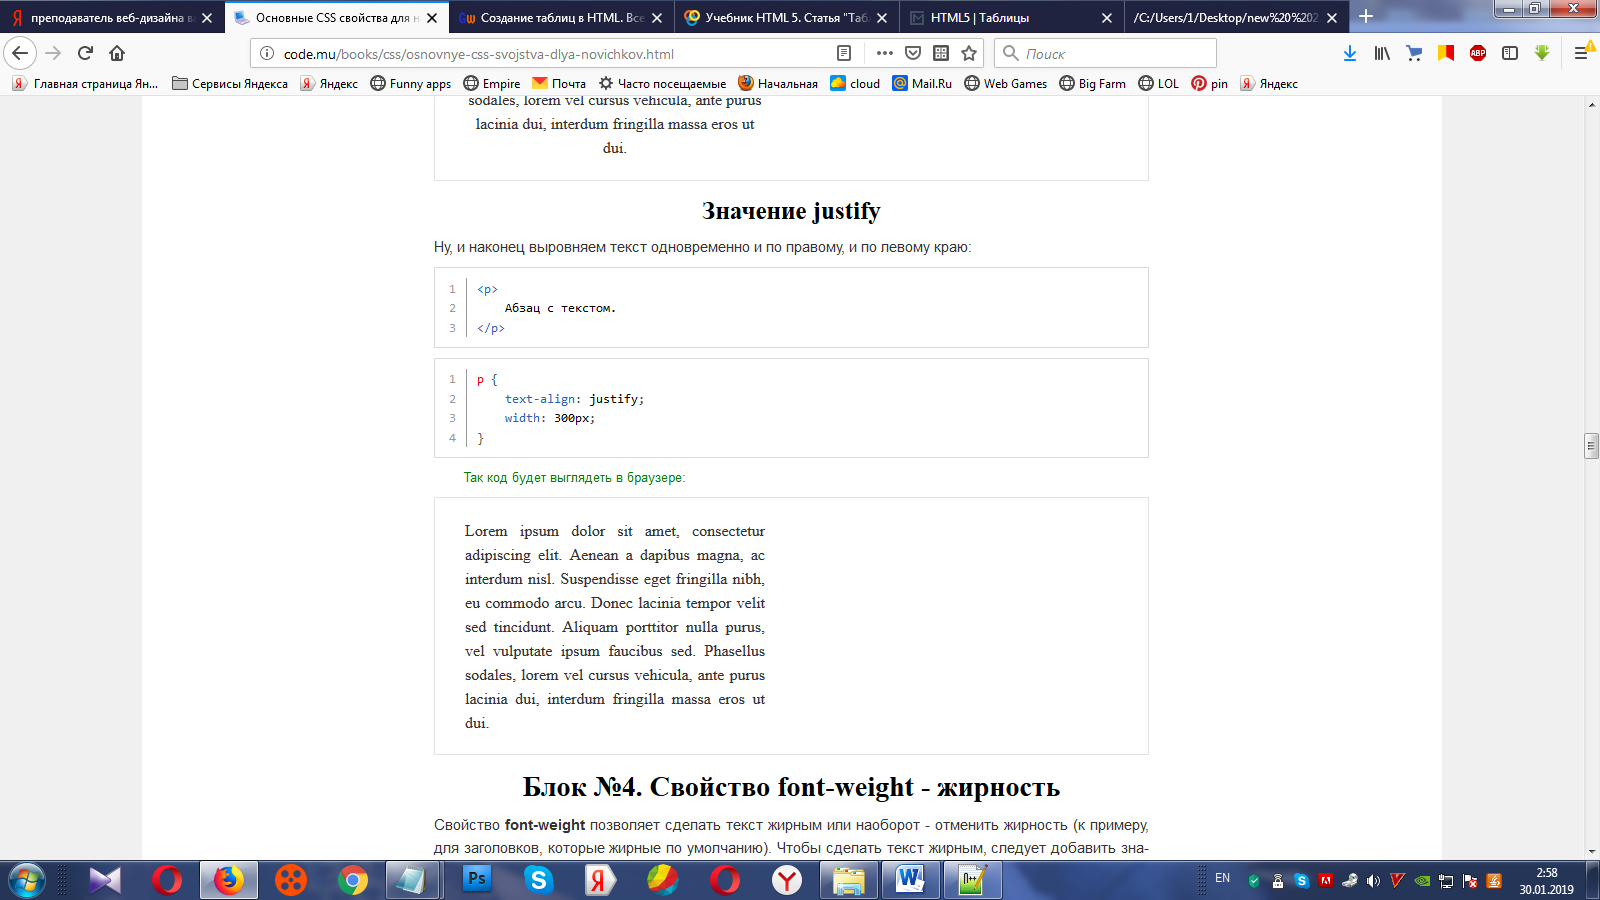 преподаватель веб-дизайна ва
Основные CSS свойства для н
Создание таблиц в HTML. Все
Учебник HTML 5. Статья "Табл
HTML5 | Таблицы
/C:/Users/1/Desktop/new%20%202
code.mu/books/css/osnovnye-css-svojstva-dlya-novichkov.html
Поиск
Главная страница Ян...
Сервисы Яндекса
Яндекс
Funny apps
Empire
Почта
Часто посещаемые
Начальная
cloud
Mail.Ru
Web Games
Big Farm
LOL
pin
Яндекс
sodales, lorem vel cursus vehicula, ante purus
lacinia dui, interdum fringilla massa eros ut
dui.
Значение justify
Ну, и наконец выровняем текст одновременно и по правому, и по левому краю:
1 <p>
2 Абзац с текстом.
3 </p>
1 p {
2 text-align: justify;
3 width: 300px;
4 }
Так код будет выглядеть в браузере:
Lorem ipsum dolor sit amet, consectetur
adipiscing elit. Aenean a dapibus magna, ac
interdum nisl. Suspendisse eget fringilla nibh,
eu commodo arcu. Donec lacinia tempor velit
sed tincidunt. Aliquam porttitor nulla purus,
vel vulputate ipsum faucibus sed. Phasellus
sodales, lorem vel cursus vehicula, ante purus
lacinia dui, interdum fringilla massa eros ut
dui.
Блок №4. Свойство font-weight - жирность
Свойство font-weight позволяет сделать текст жирным или наоборот - отменить жирность (к примеру,
для заголовков, которые жирные по умолчанию). Чтобы сделать текст жирным, следует добавить зна-
EN
2:58
30.01.2019